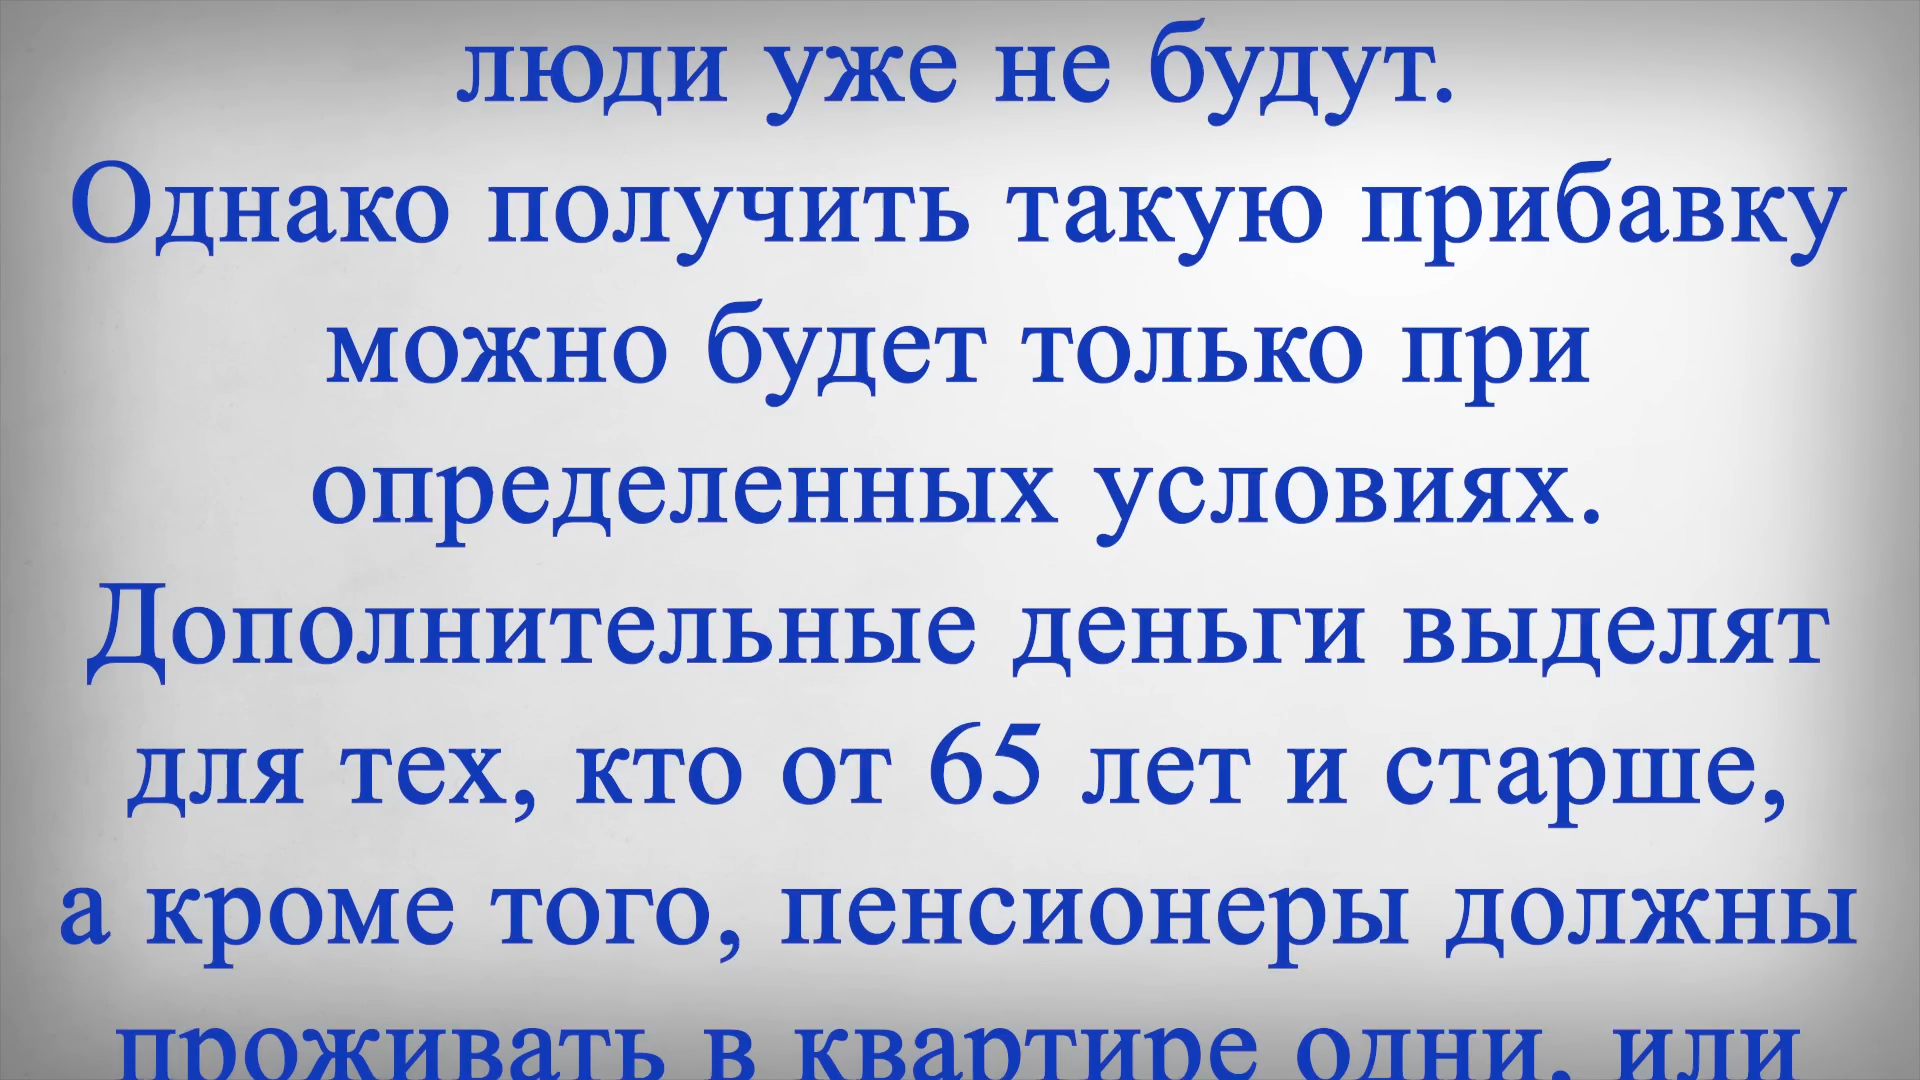 люди уже не будут.
Однако получить такую прибавку
можно будет только при
определенных условиях.
Дополнительные деньги выделят
для тех, кто от 65 лет и старше,
а кроме того, пенсионеры должны
проживать в квартире одни, или